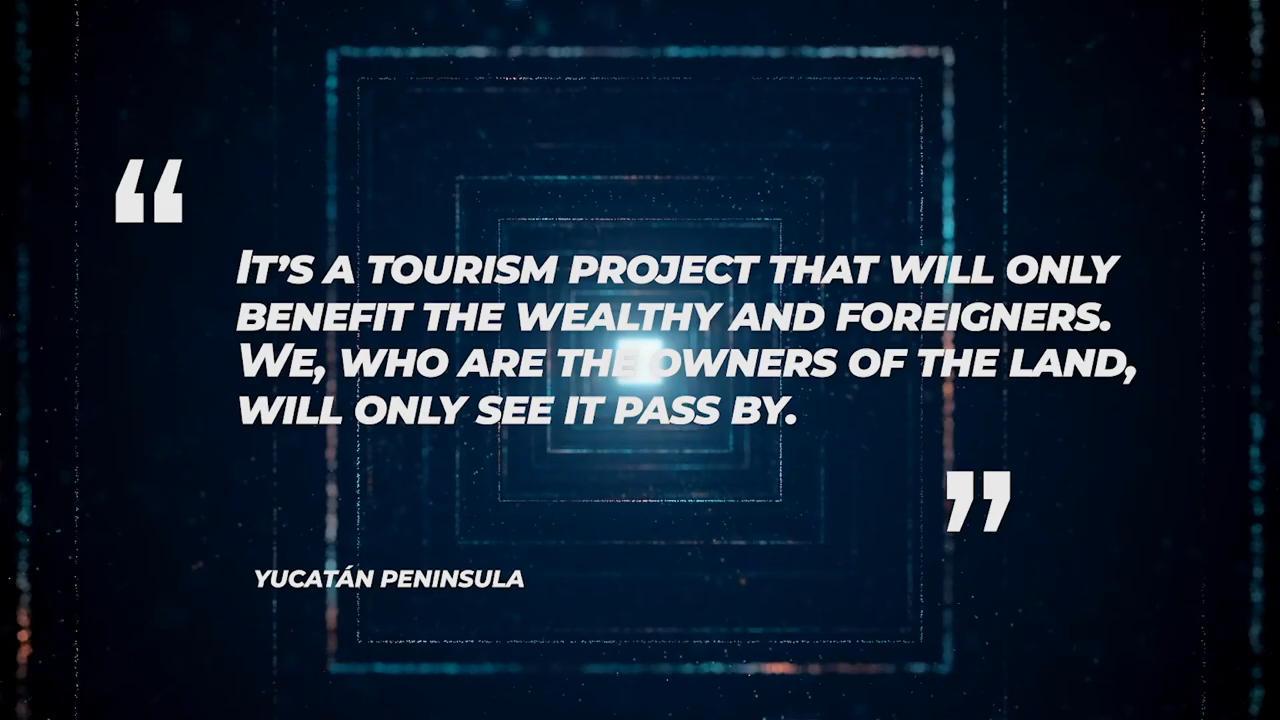 “
IT’S A TOURISM PROJECT THAT WILL ONLY
BENEFIT THE WEALTHY AND FOREIGNERS.
WE, WHO ARE THE OWNERS OF THE LAND,
WILL ONLY SEE IT PASS BY.
”
YUCATÁN PENINSULA